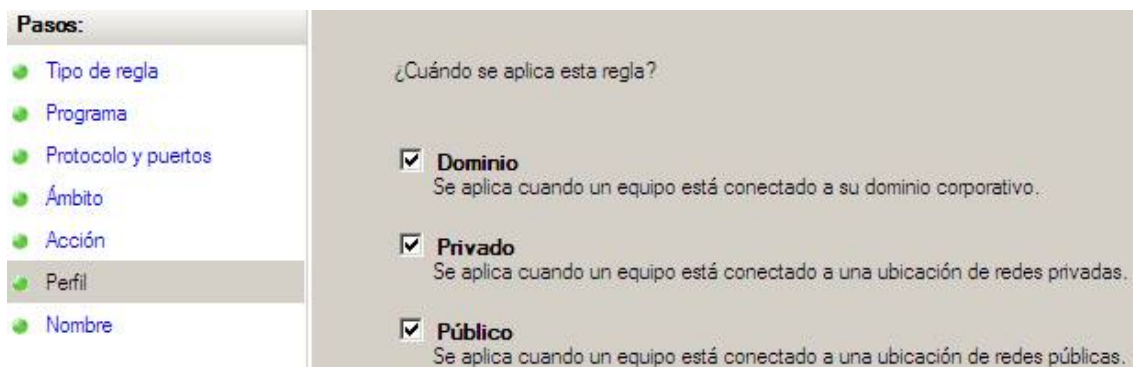 Pasos:
Tipo de regla
Programa
Protocolo y puertos
Ámbito
Acción
Perfil
Nombre
¿Cuándo se aplica esta regla?
Dominio
Se aplica cuando un equipo está conectado a su dominio corporativo.
Privado
Se aplica cuando un equipo está conectado a una ubicación de redes privadas.
Público
Se aplica cuando un equipo está conectado a una ubicación de redes públicas.